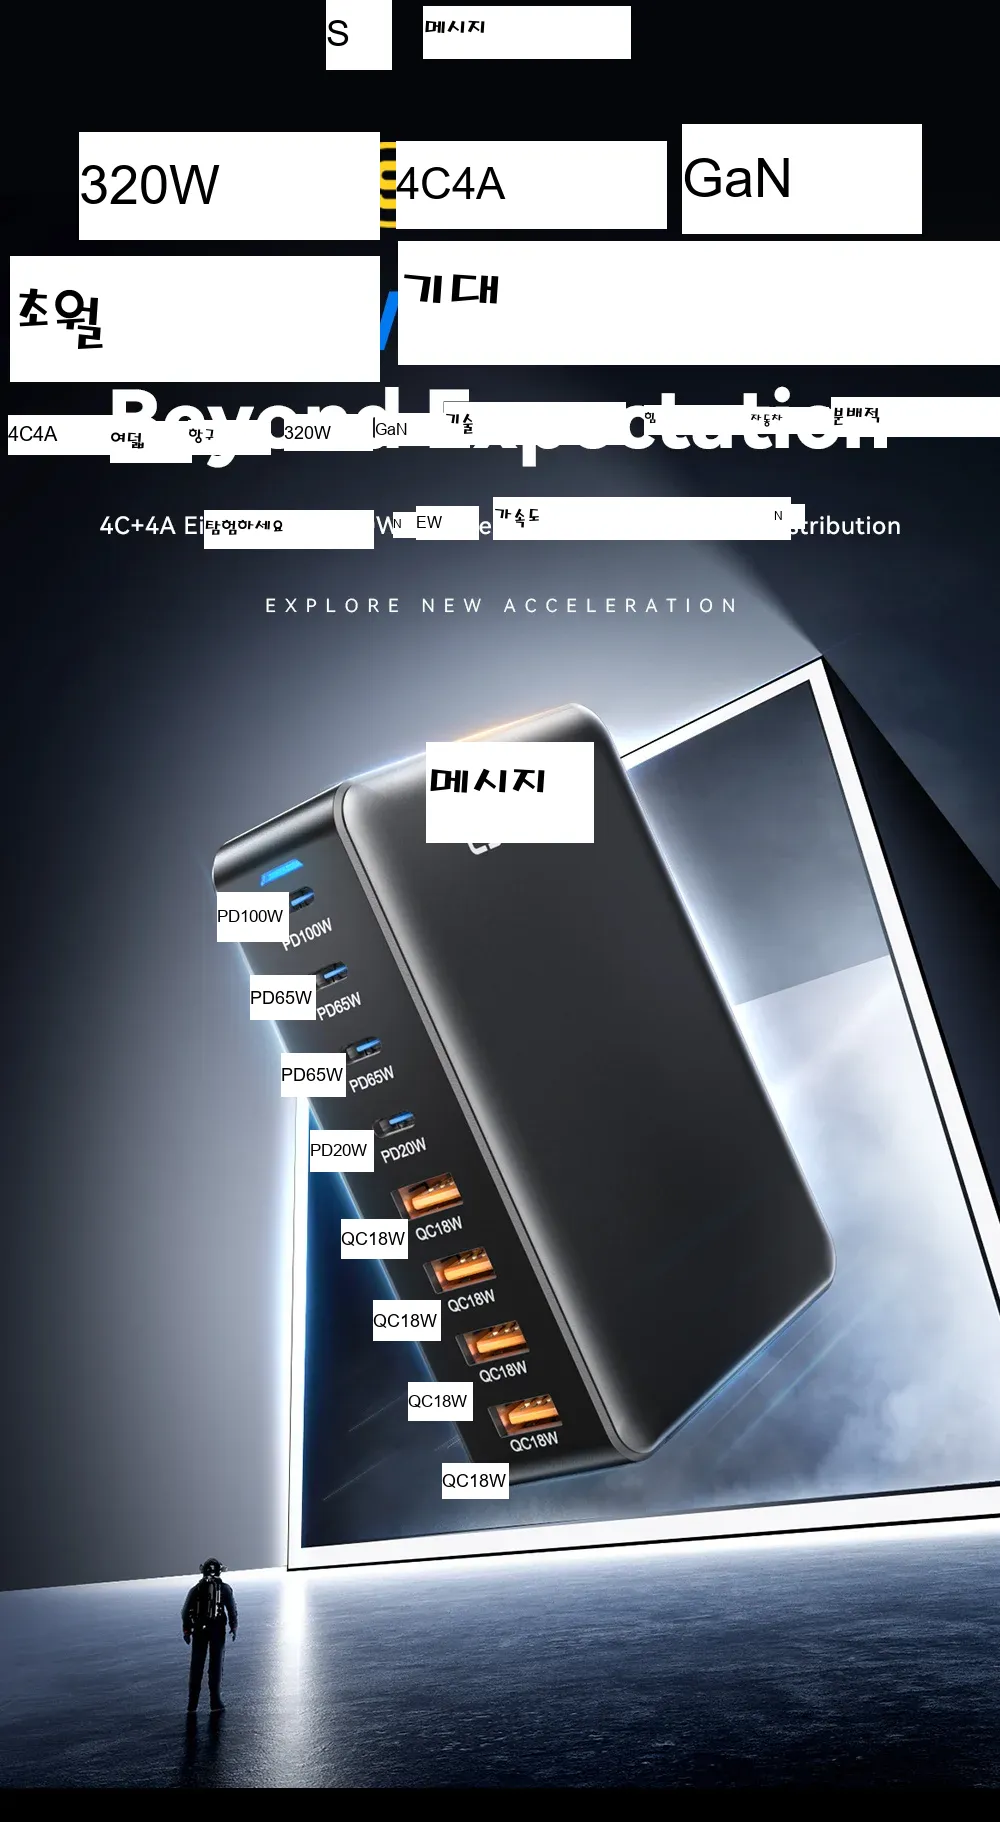 S 메시지
320W 4C4A GaN
초월 기대
Beyond Expectation
4C4A 여덟 항구 320W GaN 기술 힘 자동차 분배적
4C+4A 탐험하세요 N EW 가속도 N
EXPLORE NEW ACCELERATION
메시지
PD100W
PD100W
PD65W
PD65W
PD65W
PD65W
PD20W
PD20W
QC18W
QC18W
QC18W
QC18W
QC18W
QC18W
QC18W
QC18W